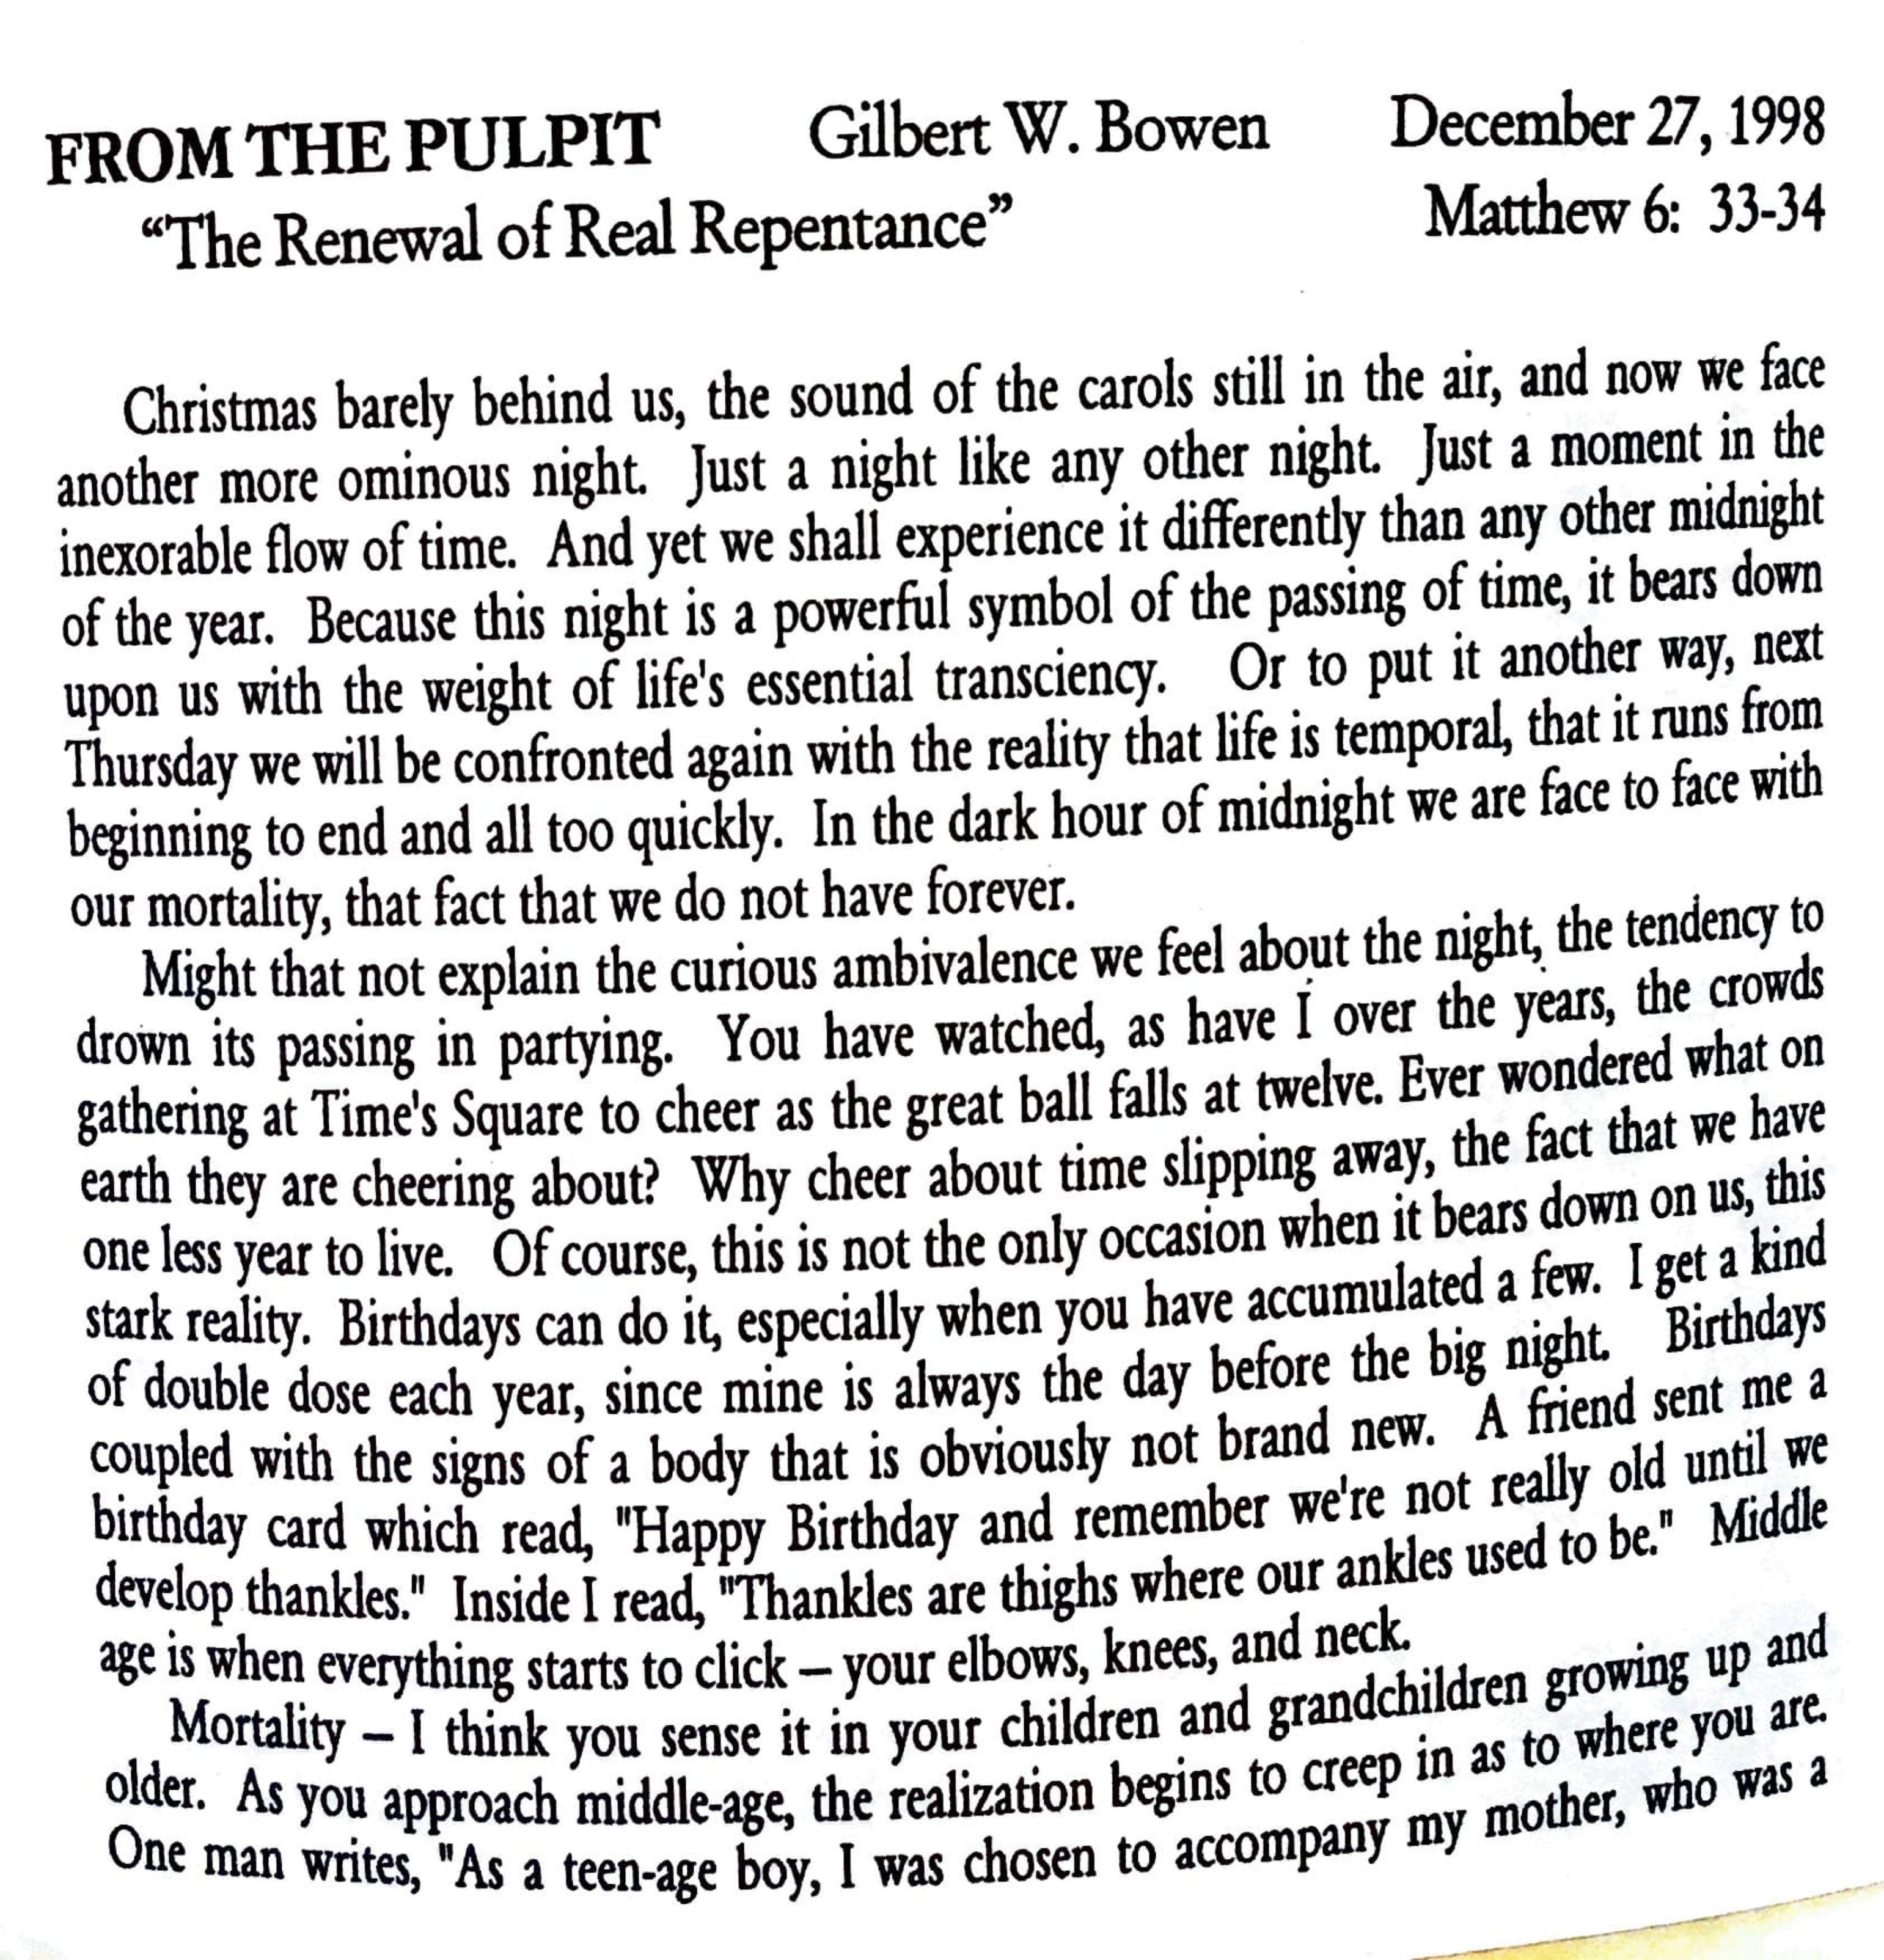 FROM THE PULPIT Gilbert W. Bowen December 27, 1998
“The Renewal of Real Repentance” Matthew 6: 33-34
Christmas barely behind us, the sound of the carols still in the air, and now we face
another more ominous night. Just a night like any other night. Just a moment in the
inexorable flow of time. And yet we shall experience it differently than any other midnight
of the year. Because this night is a powerful symbol of the passing of time, it bears down
upon us with the weight of life's essential transciency. Or to put it another way, next
Thursday we will be confronted again with the reality that life is temporal, that it runs from
beginning to end and all too quickly. In the dark hour of midnight we are face to face with
our mortality, that fact that we do not have forever.
Might that not explain the curious ambivalence we feel about the night, the tendency to
drown its passing in partying. You have watched, as have I over the years, the crowds
gathering at Time's Square to cheer as the great ball falls at twelve. Ever wondered what on
earth they are cheering about? Why cheer about time slipping away, the fact that we have
one less year to live. Of course, this is not the only occasion when it bears down on us, this
stark reality. Birthdays can do it, especially when you have accumulated a few. I get a kind
of double dose each year, since mine is always the day before the big night. Birthdays
coupled with the signs of a body that is obviously not brand new. A friend sent me a
birthday card which read, "Happy Birthday and remember we're not really old until we
develop thankles." Inside I read, "Thankles are thighs where our ankles used to be." Middle
age is when everything starts to click – your elbows, knees, and neck.
Mortality – I think you sense it in your children and grandchildren growing up and
older. As you approach middle-age, the realization begins to creep in as to where you are.
One man writes, "As a teen-age boy, I was chosen to accompany my mother, who was a